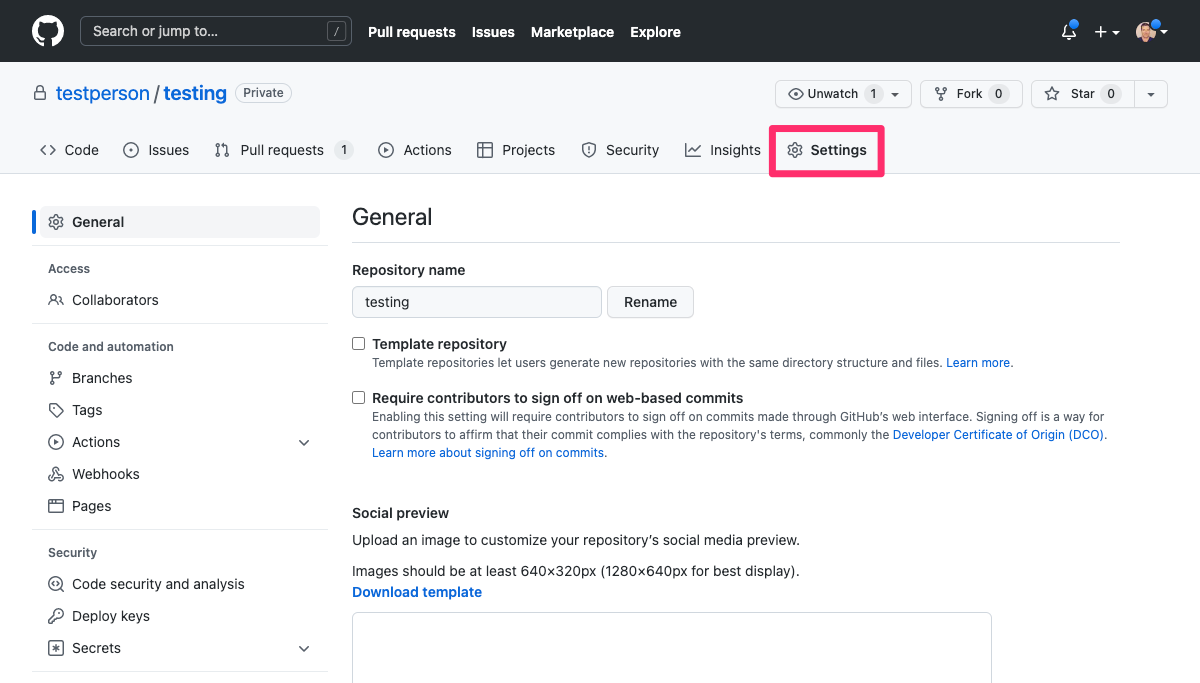 Search or jump to... /
Pull requests Issues Marketplace Explore
testperson / testing Private
Unwatch 1 Fork 0 Star 0
Code Issues Pull requests 1 Actions Projects Security Insights Settings
General
Access
Collaborators
Code and automation
Branches
Tags
Actions
Webhooks
Pages
Security
Code security and analysis
Deploy keys
Secrets
General
Repository name
testing Rename
Template repository
Template repositories let users generate new repositories with the same directory structure and files. Learn more.
Require contributors to sign off on web-based commits
Enabling this setting will require contributors to sign off on commits made through GitHub’s web interface. Signing off is a way for
contributors to affirm that their commit complies with the repository's terms, commonly the Developer Certificate of Origin (DCO).
Learn more about signing off on commits.
Social preview
Upload an image to customize your repository’s social media preview.
Images should be at least 640×320px (1280×640px for best display).
Download template